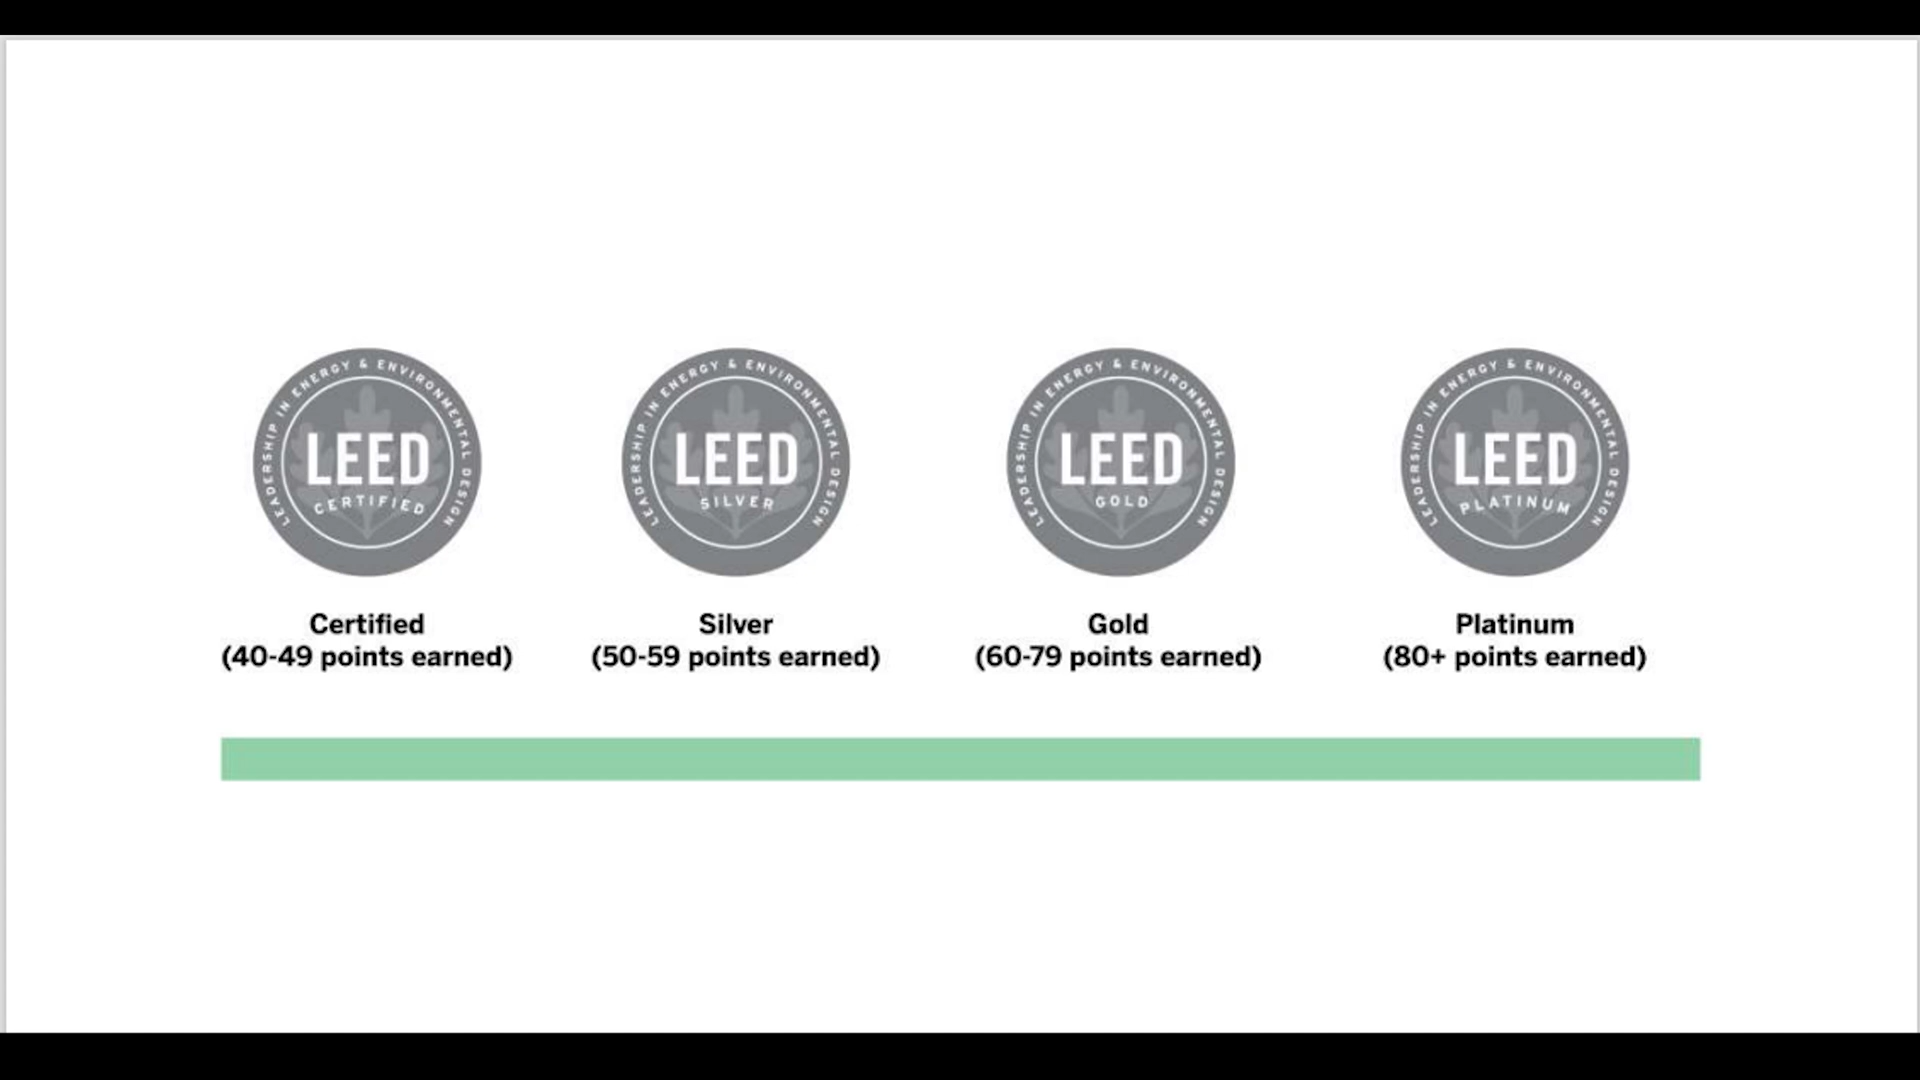 LEADERSHIP IN ENERGY & ENVIRONMENTAL DESIGN
LEED
CERTIFIED
Certified
(40-49 points earned)
LEADERSHIP IN ENERGY & ENVIRONMENTAL DESIGN
LEED
SILVER
Silver
(50-59 points earned)
LEADERSHIP IN ENERGY & ENVIRONMENTAL DESIGN
LEED
GOLD
Gold
(60-79 points earned)
LEADERSHIP IN ENERGY & ENVIRONMENTAL DESIGN
LEED
PLATINUM
Platinum
(80+ points earned)